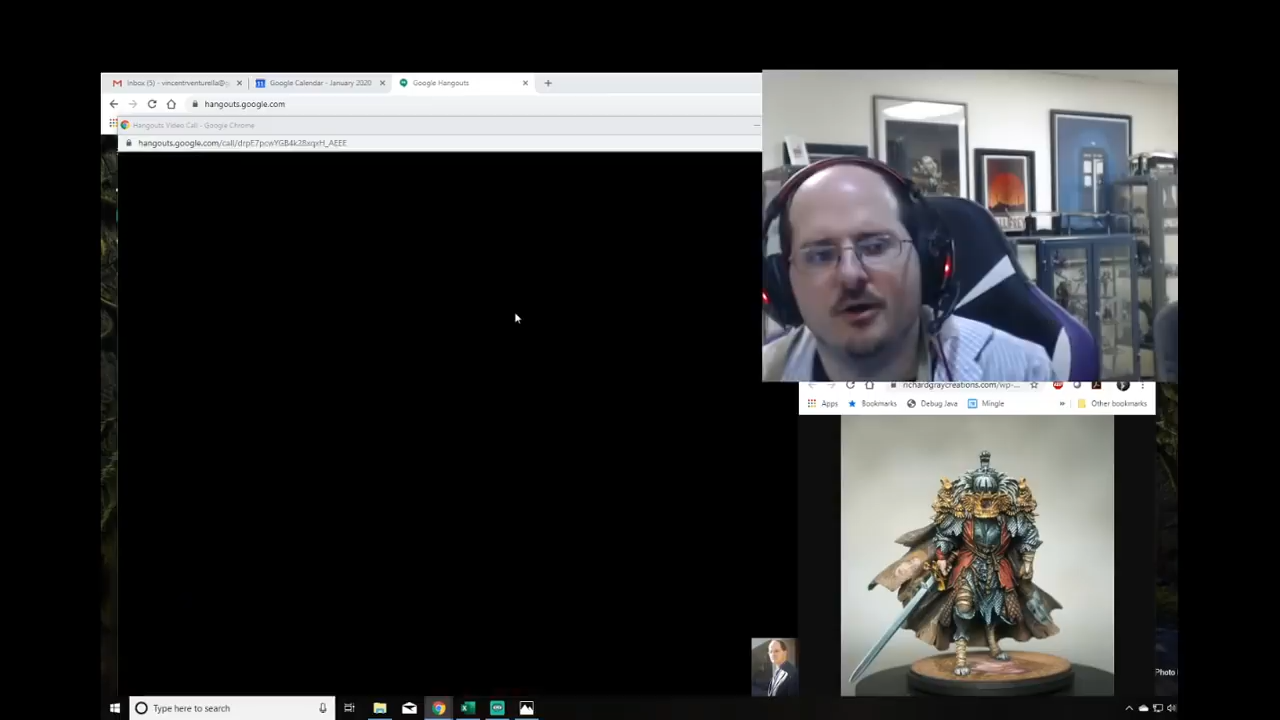 Inbox (5) - vincentrventurella@g
Google Calendar - January 2020
Google Hangouts
hangouts.google.com
Hangouts Video Call - Google Chrome
hangouts.google.com/call/
richardgraycreations.com/wp-...
Apps Bookmarks Debug Java Mingle » Other bookmarks
Photo
Type here to search